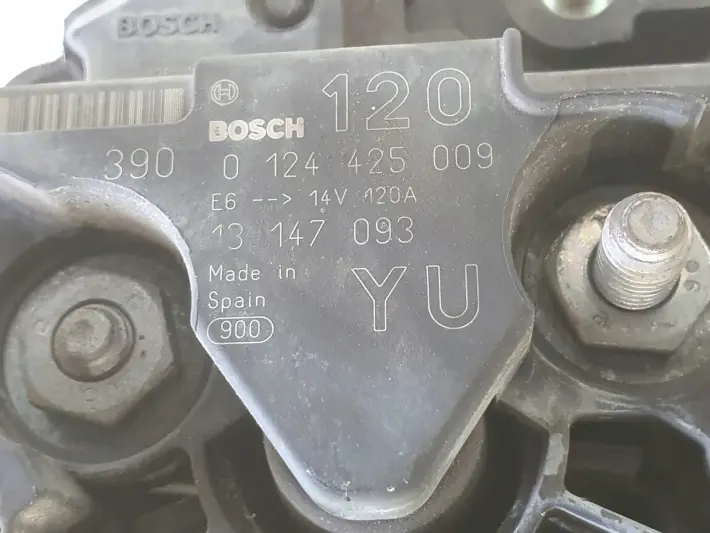 BOSCH
BOSCH 120
390 0 124 425 009
E6 --> 14V 120A
13 147 093
Made in
Spain
YU
900